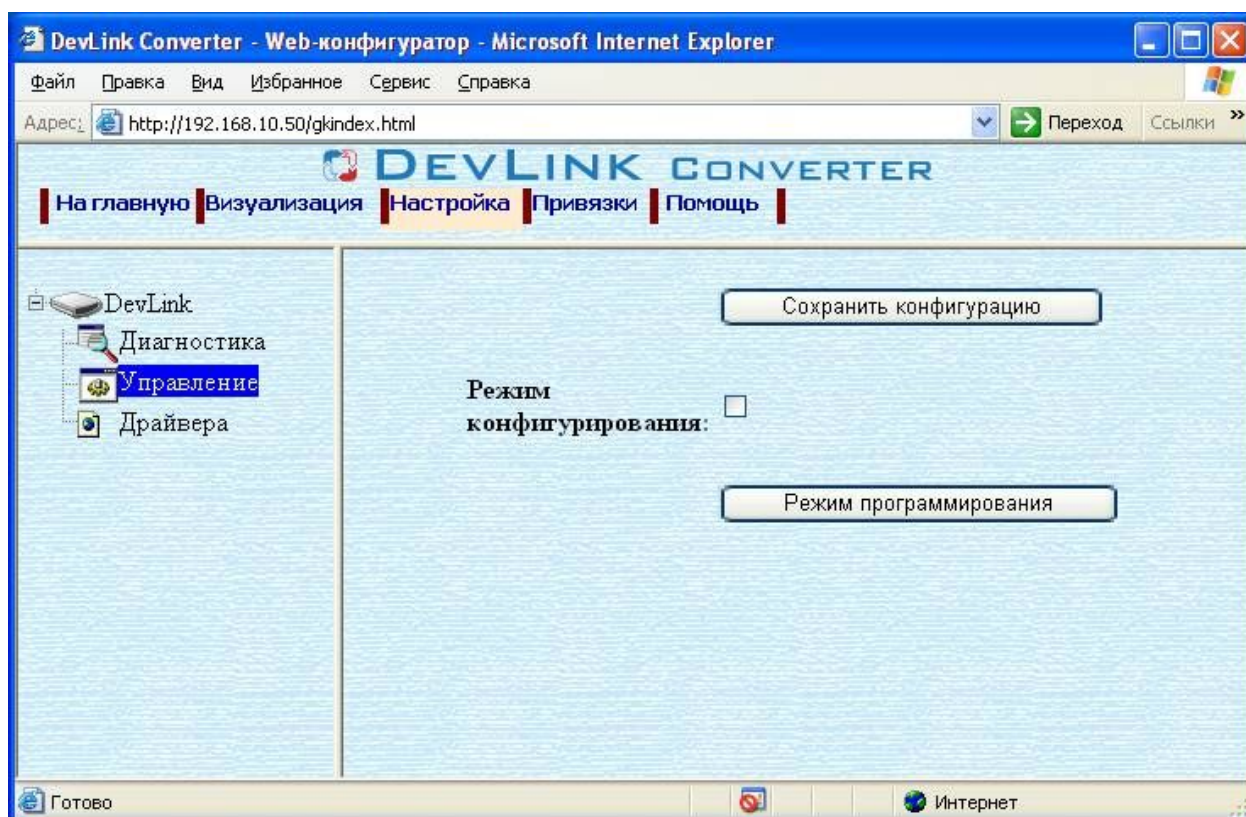 DevLink Converter - Web-конфигуратор - Microsoft Internet Explorer
Файл Правка Вид Избранное Сервис Справка
Адрес: http://192.168.10.50/gkindex.html Переход Ссылки »
DEVLINK CONVERTER
На главную Визуализация Настройка Привязки Помощь
DevLink
Диагностика
Управление
Драйвера
Сохранить конфигурацию
Режим
конфигурирования:
Режим программирования
Готово Интернет